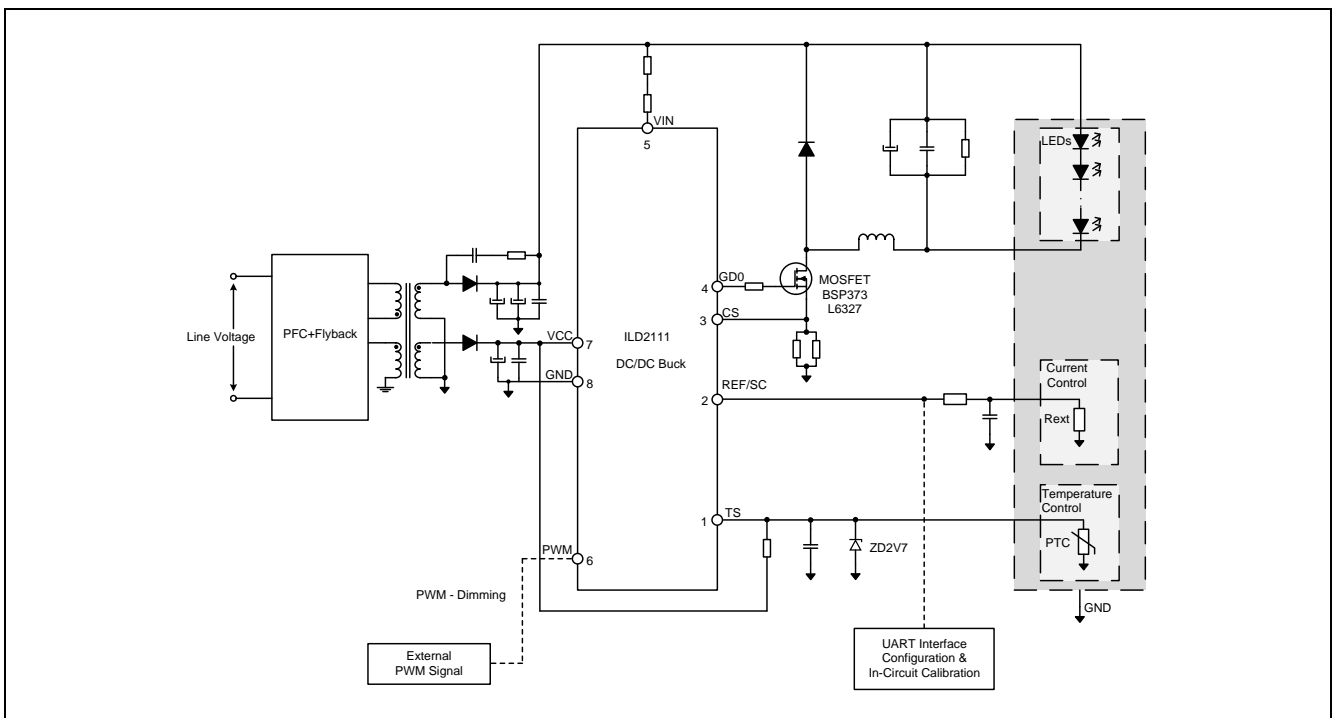 VIN
5
LEDs
GD0
4
MOSFET
BSP373
L6327
CS
3
Line Voltage
PFC+Flyback
VCC
7
ILD2111
DC/DC Buck
GND
8
REF/SC
2
Current
Control
Rext
TS
1
Temperature
Control
PTC
ZD2V7
PWM
6
PWM - Dimming
GND
External
PWM Signal
UART Interface
Configuration &
In-Circuit Calibration